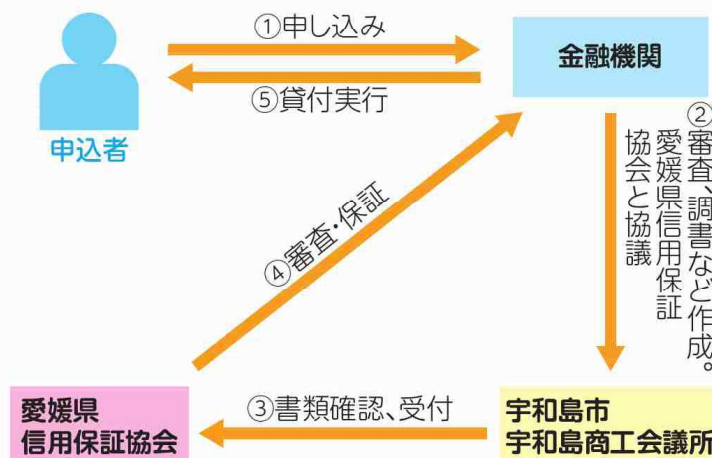 ①申し込み
金融機関
⑤貸付実行
申込者
②審査、調書など作成。
愛媛県信用保証
協会と協議
④審査・保証
愛媛県
信用保証協会
③書類確認、受付
宇和島市
宇和島商工会議所